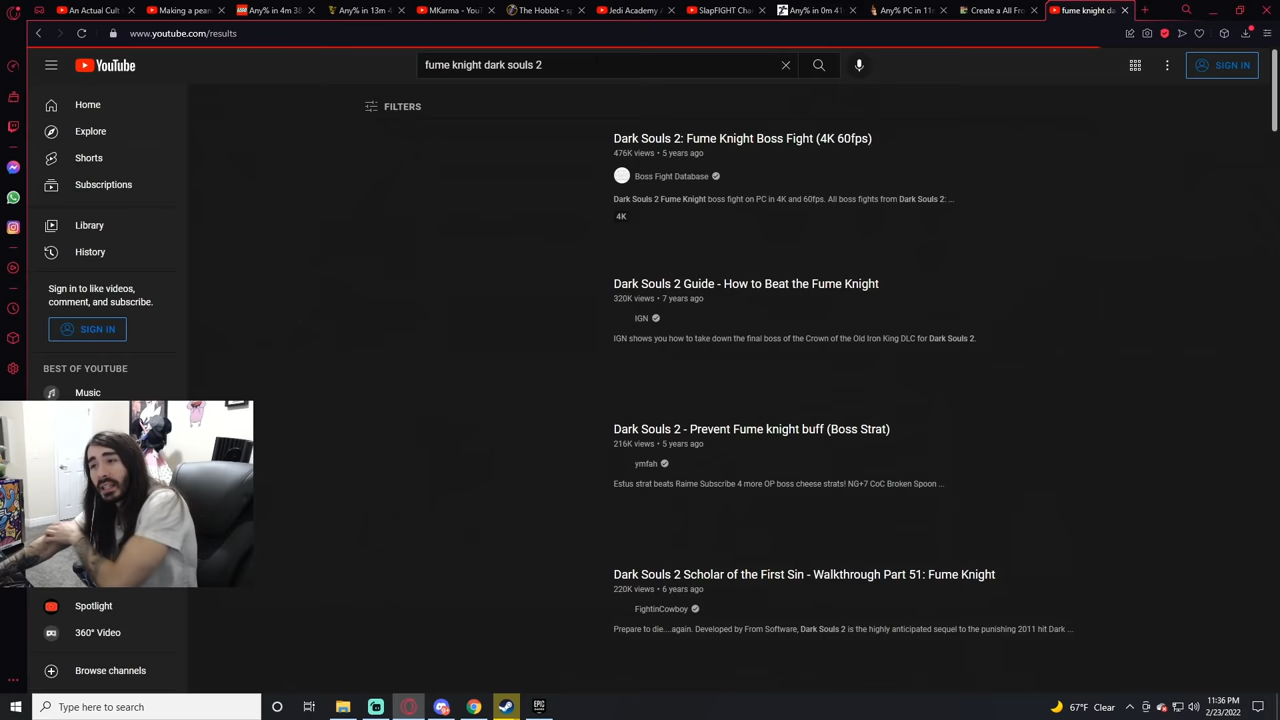 An Actual Cult
Making a pean
Any% in 4m 38
Any% in 13m 4
MKarma - You
The Hobbit - sp
Jedi Academy
SlapFIGHT Cha
Any% in 0m 41
Any% PC in 11m
Create a All Fro
fume knight da
www.youtube.com/results
YouTube
fume knight dark souls 2
SIGN IN
Home
Explore
Shorts
Subscriptions
Library
History
Sign in to like videos,
comment, and subscribe.
SIGN IN
BEST OF YOUTUBE
Music
Spotlight
360° Video
Browse channels
FILTERS
Dark Souls 2: Fume Knight Boss Fight (4K 60fps)
476K views • 5 years ago
Boss Fight Database
Dark Souls 2 Fume Knight boss fight on PC in 4K and 60fps. All boss fights from Dark Souls 2: ...
4K
Dark Souls 2 Guide - How to Beat the Fume Knight
320K views • 7 years ago
IGN
IGN shows you how to take down the final boss of the Crown of the Old Iron King DLC for Dark Souls 2.
Dark Souls 2 - Prevent Fume knight buff (Boss Strat)
216K views • 5 years ago
ymfah
Estus strat beats Raime Subscribe 4 more OP boss cheese strats! NG+7 CoC Broken Spoon ...
Dark Souls 2 Scholar of the First Sin - Walkthrough Part 51: Fume Knight
220K views • 6 years ago
FightinCowboy
Prepare to die....again. Developed by From Software, Dark Souls 2 is the highly anticipated sequel to the punishing 2011 hit Dark ...
Type here to search
EPIC
67°F Clear
11:36 PM
2/23/2022